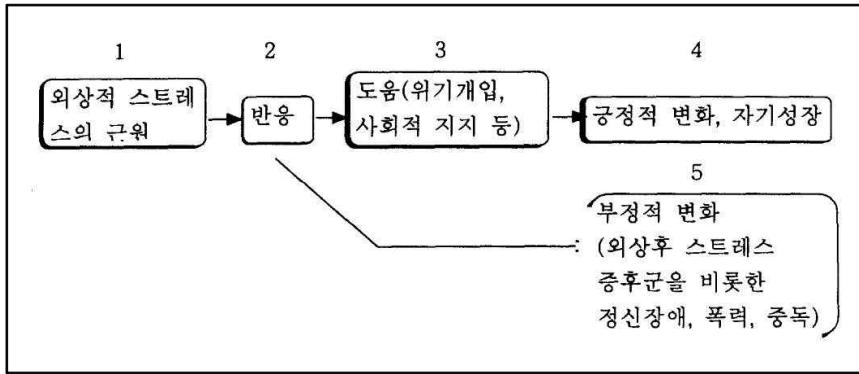 1
2
3
4
외상적 스트레
스의 근원
반응
도움(위기개입,
사회적 지지 등)
긍정적 변화, 자기성장
5
부정적 변화
(외상후 스트레스
증후군을 비롯한
정신장애, 폭력, 중독)